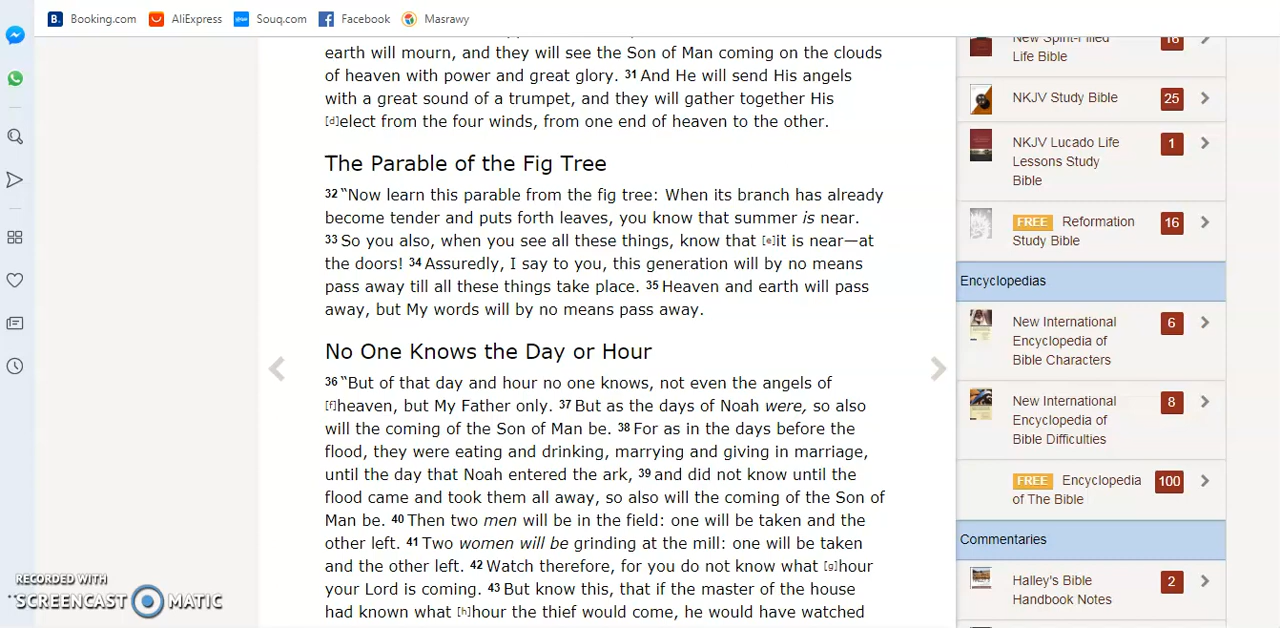 Booking.com AliExpress Souq.com Facebook Masrawy
earth will mourn, and they will see the Son of Man coming on the clouds
of heaven with power and great glory. 31 And He will send His angels
with a great sound of a trumpet, and they will gather together His
[d]elect from the four winds, from one end of heaven to the other.
The Parable of the Fig Tree
32 “Now learn this parable from the fig tree: When its branch has already
become tender and puts forth leaves, you know that summer is near.
33 So you also, when you see all these things, know that [e]it is near—at
the doors! 34 Assuredly, I say to you, this generation will by no means
pass away till all these things take place. 35 Heaven and earth will pass
away, but My words will by no means pass away.
No One Knows the Day or Hour
36 “But of that day and hour no one knows, not even the angels of
[f]heaven, but My Father only. 37 But as the days of Noah were, so also
will the coming of the Son of Man be. 38 For as in the days before the
flood, they were eating and drinking, marrying and giving in marriage,
until the day that Noah entered the ark, 39 and did not know until the
flood came and took them all away, so also will the coming of the Son of
Man be. 40 Then two men will be in the field: one will be taken and the
other left. 41 Two women will be grinding at the mill: one will be taken
and the other left. 42 Watch therefore, for you do not know what [g]hour
your Lord is coming. 43 But know this, that if the master of the house
had known what [h]hour the thief would come, he would have watched
New Spirit-Filled 16
Life Bible
NKJV Study Bible 25
NKJV Lucado Life 1
Lessons Study
Bible
FREE Reformation 16
Study Bible
Encyclopedias
New International 6
Encyclopedia of
Bible Characters
New International 8
Encyclopedia of
Bible Difficulties
FREE Encyclopedia 100
of The Bible
Commentaries
Halley's Bible 2
Handbook Notes
RECORDED WITH
SCREENCAST MATIC